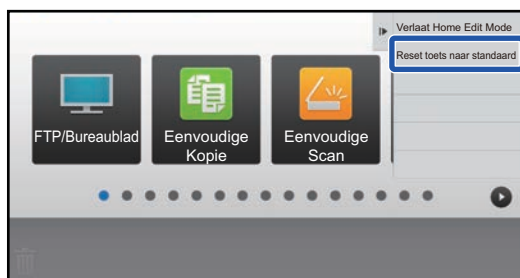 Verlaat Home Edit Mode
Reset toets naar standaard
FTP/Bureaublad
Eenvoudige
Kopie
Eenvoudige
Scan